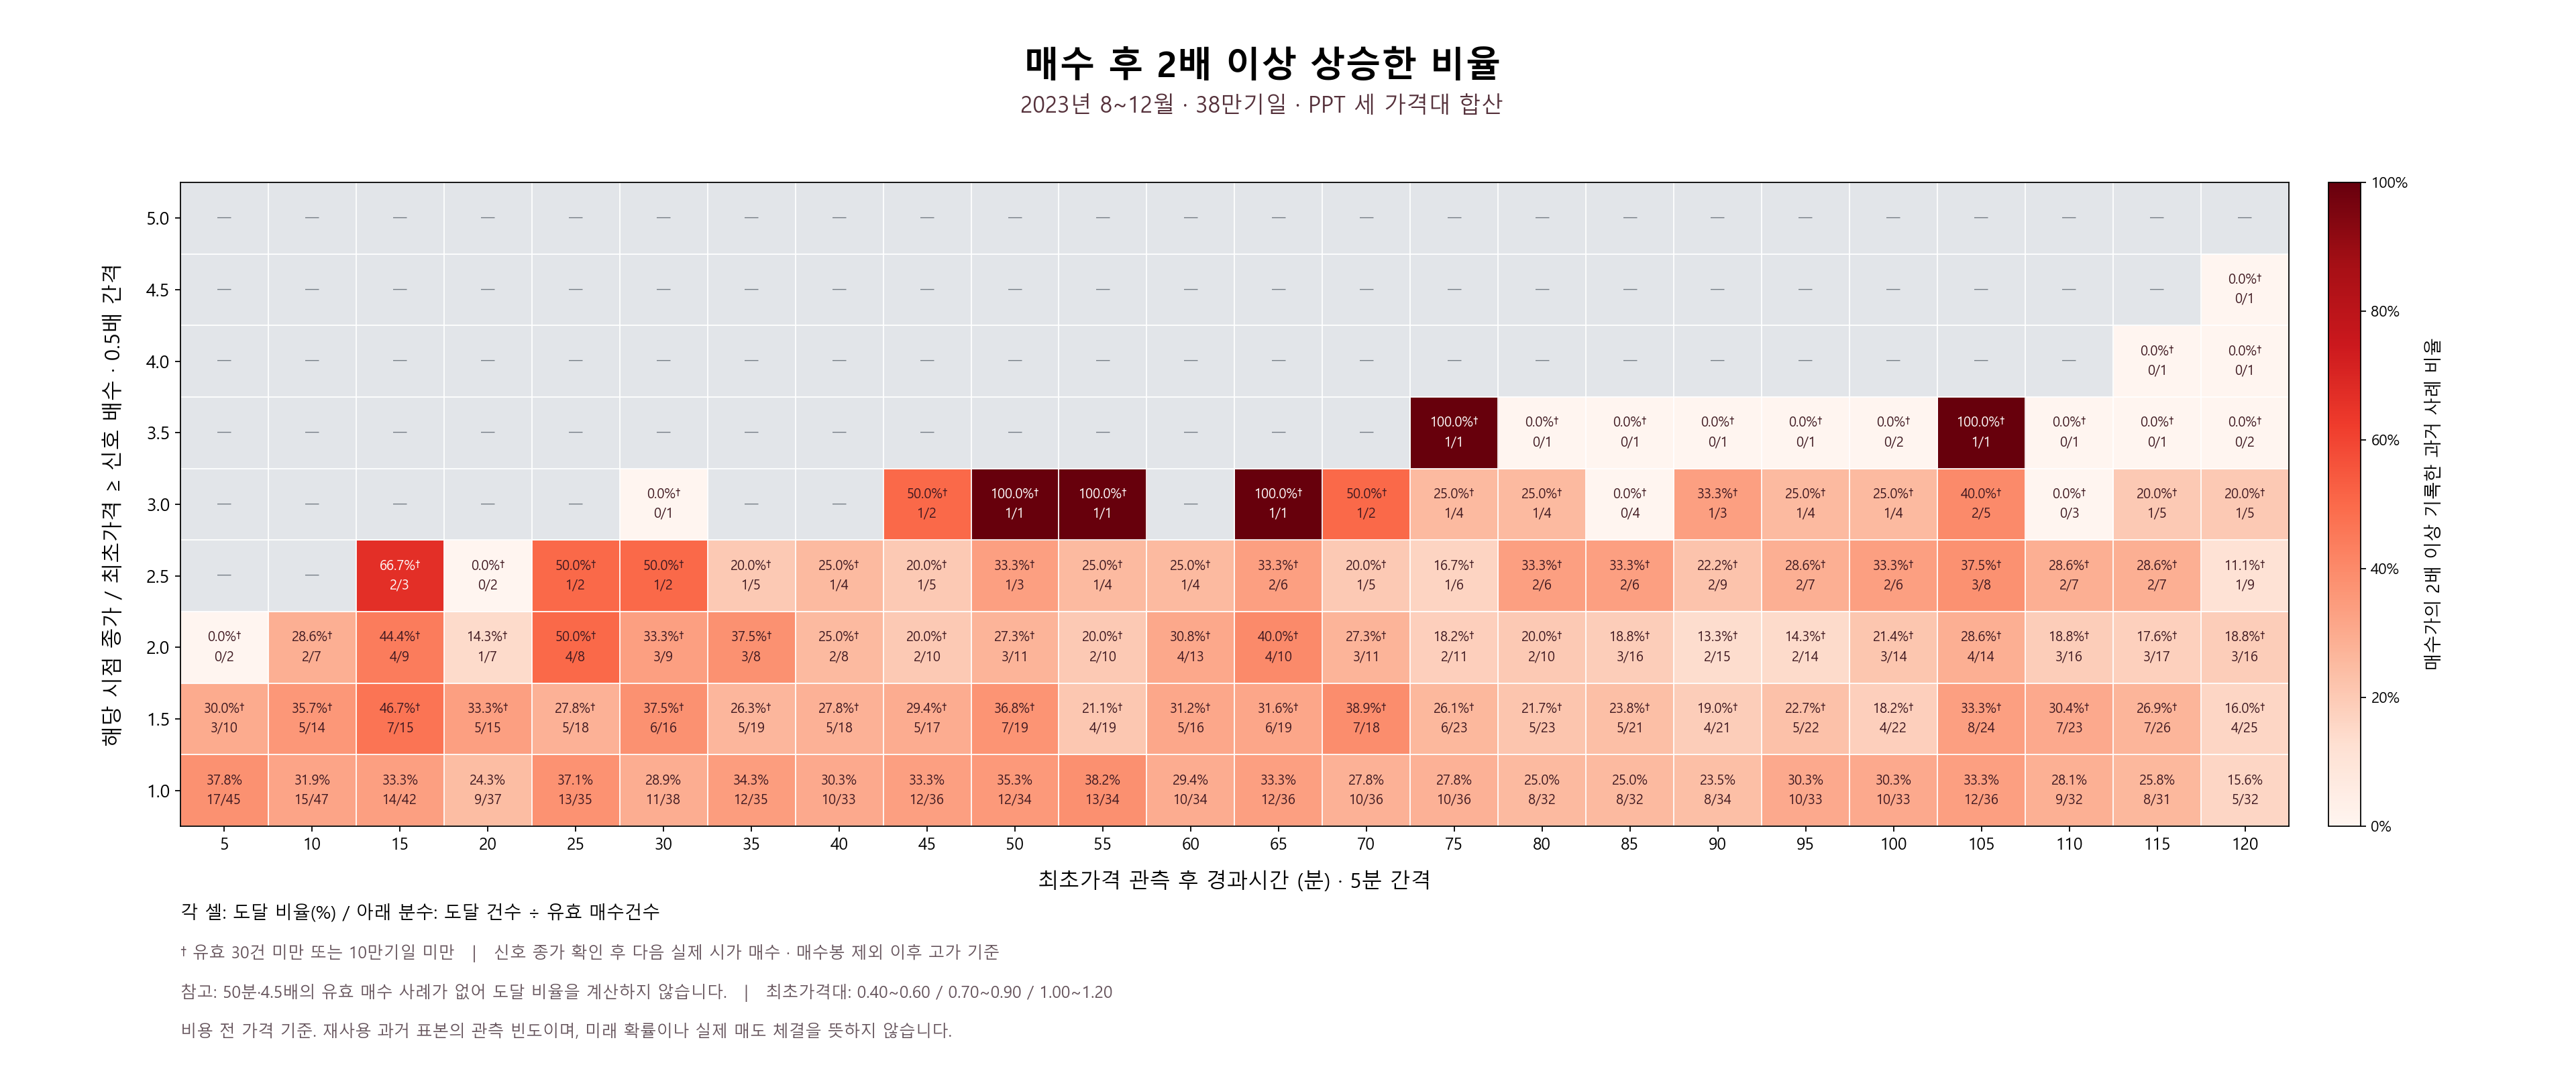 매수 후 2배 이상 상승한 비율
2023년 8~12월 · 38만기일 · PPT 세 가격대 합산
해당 시점 종가 / 최초가격 ≥ 신호 배수 · 0.5배 간격
5.0 — — — — — — — — — — — — — — — — — — — — — — — —
4.5 — — — — — — — — — — — — — — — — — — — — — — — 0.0%†
0/1
4.0 — — — — — — — — — — — — — — — — — — — — — — 0.0%† 0.0%†
0/1 0/1
3.5 — — — — — — — — — — — — — — 100.0%† 0.0%† 0.0%† 0.0%† 0.0%† 0.0%† 100.0%† 0.0%† 0.0%† 0.0%†
1/1 0/1 0/1 0/1 0/1 0/2 1/1 0/1 0/1 0/2
3.0 — — — — — 0.0%† — — 50.0%† 100.0%† 100.0%† — 100.0%† 50.0%† 25.0%† 25.0%† 0.0%† 33.3%† 25.0%† 25.0%† 40.0%† 0.0%† 20.0%† 20.0%†
0/1 1/2 1/1 1/1 1/1 1/2 1/4 1/4 0/4 1/3 1/4 1/4 2/5 0/3 1/5 1/5
2.5 — — 66.7%† 0.0%† 50.0%† 50.0%† 20.0%† 25.0%† 20.0%† 33.3%† 25.0%† 25.0%† 33.3%† 20.0%† 16.7%† 33.3%† 33.3%† 22.2%† 28.6%† 33.3%† 37.5%† 28.6%† 28.6%† 11.1%†
2/3 0/2 1/2 1/2 1/5 1/4 1/5 1/3 1/4 1/4 2/6 1/5 1/6 2/6 2/6 2/9 2/7 2/6 3/8 2/7 2/7 1/9
2.0 0.0%† 28.6%† 44.4%† 14.3%† 50.0%† 33.3%† 37.5%† 25.0%† 20.0%† 27.3%† 20.0%† 30.8%† 40.0%† 27.3%† 18.2%† 20.0%† 18.8%† 13.3%† 14.3%† 21.4%† 28.6%† 18.8%† 17.6%† 18.8%†
0/2 2/7 4/9 1/7 4/8 3/9 3/8 2/8 2/10 3/11 2/10 4/13 4/10 3/11 2/11 2/10 3/16 2/15 2/14 3/14 4/14 3/16 3/17 3/16
1.5 30.0%† 35.7%† 46.7%† 33.3%† 27.8%† 37.5%† 26.3%† 27.8%† 29.4%† 36.8%† 21.1%† 31.2%† 31.6%† 38.9%† 26.1%† 21.7%† 23.8%† 19.0%† 22.7%† 18.2%† 33.3%† 30.4%† 26.9%† 16.0%†
3/10 5/14 7/15 5/15 5/18 6/16 5/19 5/18 5/17 7/19 4/19 5/16 6/19 7/18 6/23 5/23 5/21 4/21 5/22 4/22 8/24 7/23 7/26 4/25
1.0 37.8% 31.9% 33.3% 24.3% 37.1% 28.9% 34.3% 30.3% 33.3% 35.3% 38.2% 29.4% 33.3% 27.8% 27.8% 25.0% 25.0% 23.5% 30.3% 30.3% 33.3% 28.1% 25.8% 15.6%
17/45 15/47 14/42 9/37 13/35 11/38 12/35 10/33 12/36 12/34 13/34 10/34 12/36 10/36 10/36 8/32 8/32 8/34 10/33 10/33 12/36 9/32 8/31 5/32
5 10 15 20 25 30 35 40 45 50 55 60 65 70 75 80 85 90 95 100 105 110 115 120
최초가격 관측 후 경과시간 (분) · 5분 간격
100%
80%
60%
40%
20%
0%
매수가의 2배 이상 기록한 과거 사례 비율
각 셀: 도달 비율(%) / 아래 분수: 도달 건수 ÷ 유효 매수건수
† 유효 30건 미만 또는 10만기일 미만 | 신호 종가 확인 후 다음 실제 시가 매수 · 매수봉 제외 이후 고가 기준
참고: 50분·4.5배의 유효 매수 사례가 없어 도달 비율을 계산하지 않습니다. | 최초가격대: 0.40~0.60 / 0.70~0.90 / 1.00~1.20
비용 전 가격 기준. 재사용 과거 표본의 관측 빈도이며, 미래 확률이나 실제 매도 체결을 뜻하지 않습니다.